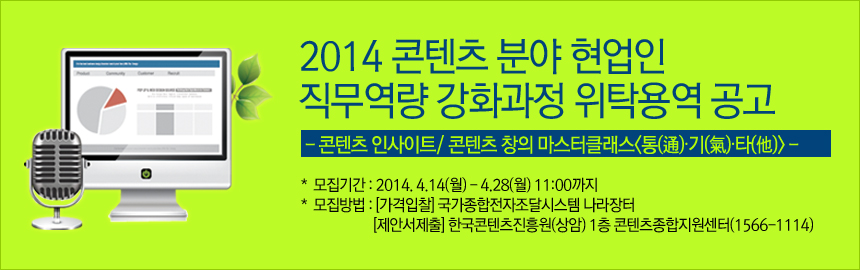 2014 콘텐츠 분야 현업인
직무역량 강화과정 위탁용역 공고
- 콘텐츠 인사이트/ 콘텐츠 창의 마스터클래스<통(通)·기(氣)·타(他)> -
* 모집기간 : 2014. 4.14(월) - 4.28(월) 11:00까지
* 모집방법 : [가격입찰] 국가종합전자조달시스템 나라장터
[제안서제출] 한국콘텐츠진흥원(상암) 1층 콘텐츠종합지원센터(1566-1114)
Product Community Customer Recruit